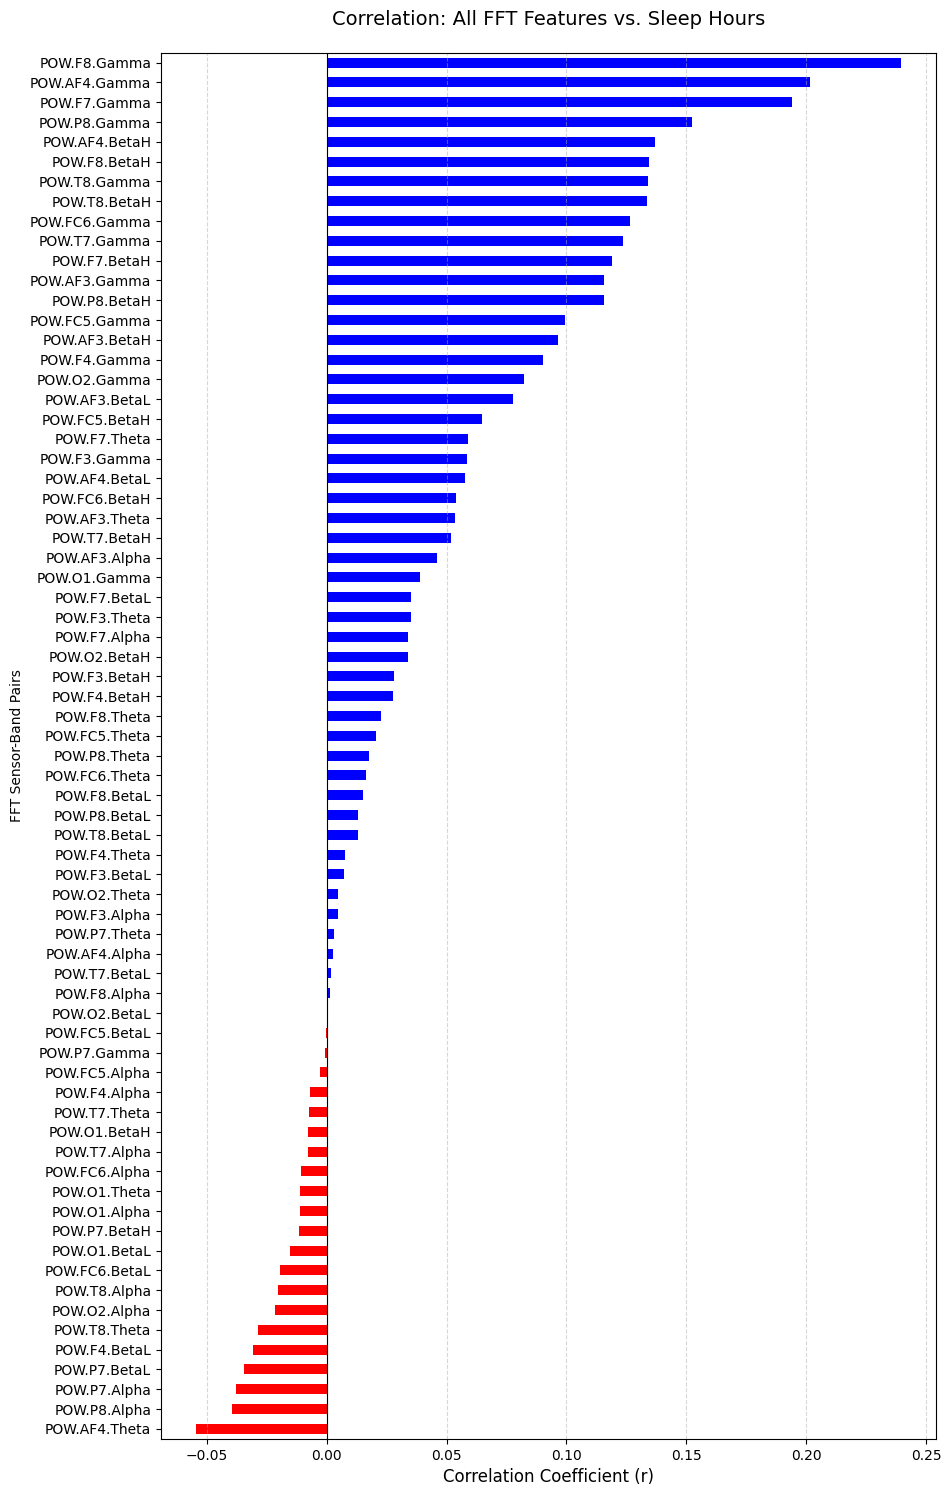 Correlation: All FFT Features vs. Sleep Hours
POW.F8.Gamma
POW.AF4.Gamma
POW.F7.Gamma
POW.P8.Gamma
POW.AF4.BetaH
POW.F8.BetaH
POW.T8.Gamma
POW.T8.BetaH
POW.FC6.Gamma
POW.T7.Gamma
POW.F7.BetaH
POW.AF3.Gamma
POW.P8.BetaH
POW.FC5.Gamma
POW.AF3.BetaH
POW.F4.Gamma
POW.O2.Gamma
POW.AF3.BetaL
POW.FC5.BetaH
POW.F7.Theta
POW.F3.Gamma
POW.AF4.BetaL
POW.FC6.BetaH
POW.AF3.Theta
POW.T7.BetaH
POW.AF3.Alpha
POW.O1.Gamma
POW.F7.BetaL
POW.F3.Theta
POW.F7.Alpha
POW.O2.BetaH
POW.F3.BetaH
POW.F4.BetaH
POW.F8.Theta
POW.FC5.Theta
POW.P8.Theta
POW.FC6.Theta
POW.F8.BetaL
POW.P8.BetaL
POW.T8.BetaL
POW.F4.Theta
POW.F3.BetaL
POW.O2.Theta
POW.F3.Alpha
POW.P7.Theta
POW.AF4.Alpha
POW.T7.BetaL
POW.F8.Alpha
POW.O2.BetaL
POW.FC5.BetaL
POW.P7.Gamma
POW.FC5.Alpha
POW.F4.Alpha
POW.T7.Theta
POW.O1.BetaH
POW.T7.Alpha
POW.FC6.Alpha
POW.O1.Theta
POW.O1.Alpha
POW.P7.BetaH
POW.O1.BetaL
POW.FC6.BetaL
POW.T8.Alpha
POW.O2.Alpha
POW.T8.Theta
POW.F4.BetaL
POW.P7.BetaL
POW.P7.Alpha
POW.P8.Alpha
POW.AF4.Theta
FFT Sensor-Band Pairs
−0.05 0.00 0.05 0.10 0.15 0.20 0.25
Correlation Coefficient (r)